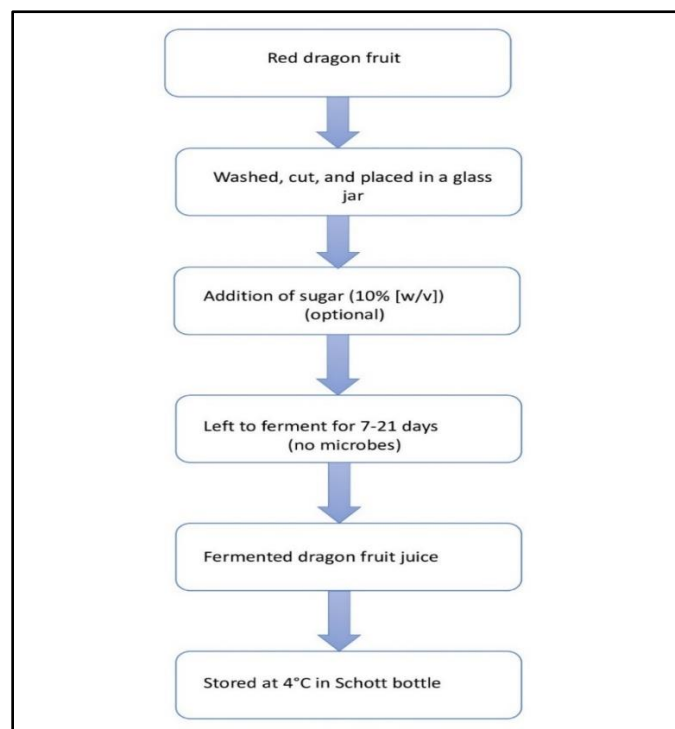 Red dragon fruit
Washed, cut, and placed in a glass
jar
Addition of sugar (10% [w/v])
(optional)
Left to ferment for 7-21 days
(no microbes)
Fermented dragon fruit juice
Stored at 4°C in Schott bottle